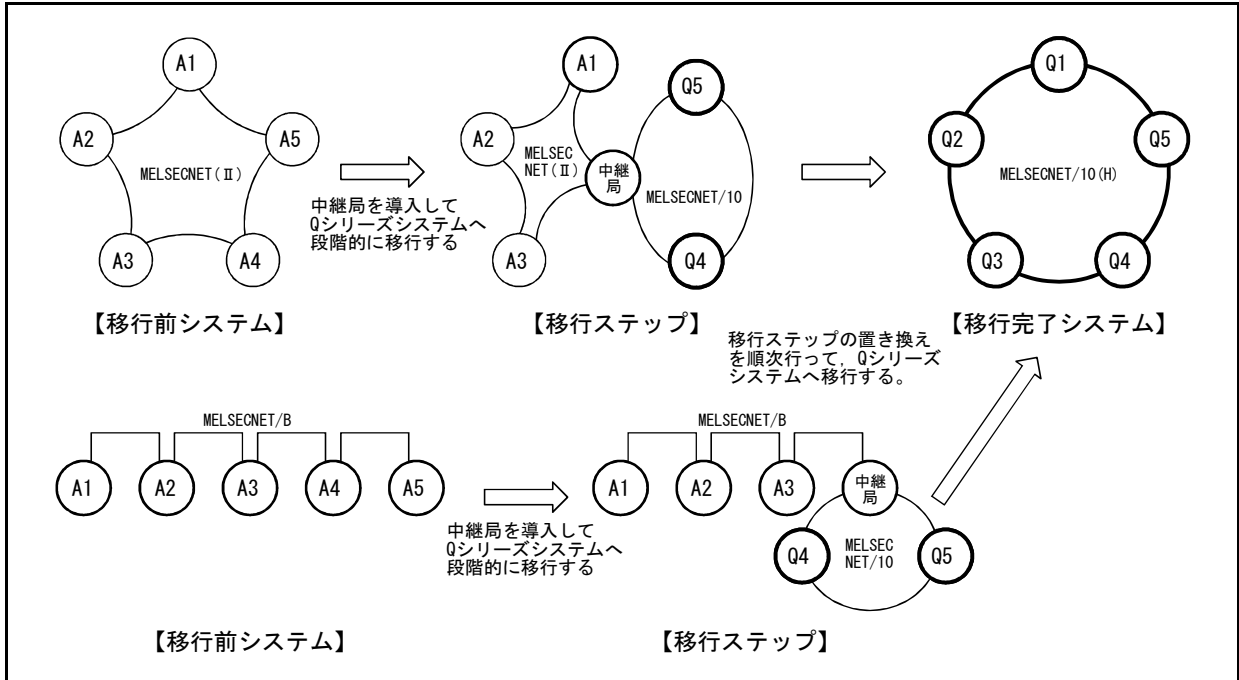 A1
A2
A5
MELSECNET(Ⅱ)
A3
A4
【移行前システム】
中継局を導入して
Qシリーズシステムへ
段階的に移行する
A1
A2
MELSEC
NET(Ⅱ)
中継
局
A3
Q5
MELSECNET/10
Q4
【移行ステップ】
Q1
Q2
Q5
MELSECNET/10(H)
Q3
Q4
【移行完了システム】
移行ステップの置き換え
を順次行って，Qシリーズ
システムへ移行する。
MELSECNET/B
A1
A2
A3
A4
A5
【移行前システム】
中継局を導入して
Qシリーズシステムへ
段階的に移行する
MELSECNET/B
A1
A2
A3
中継
局
Q4
MELSEC
NET/10
Q5
【移行ステップ】